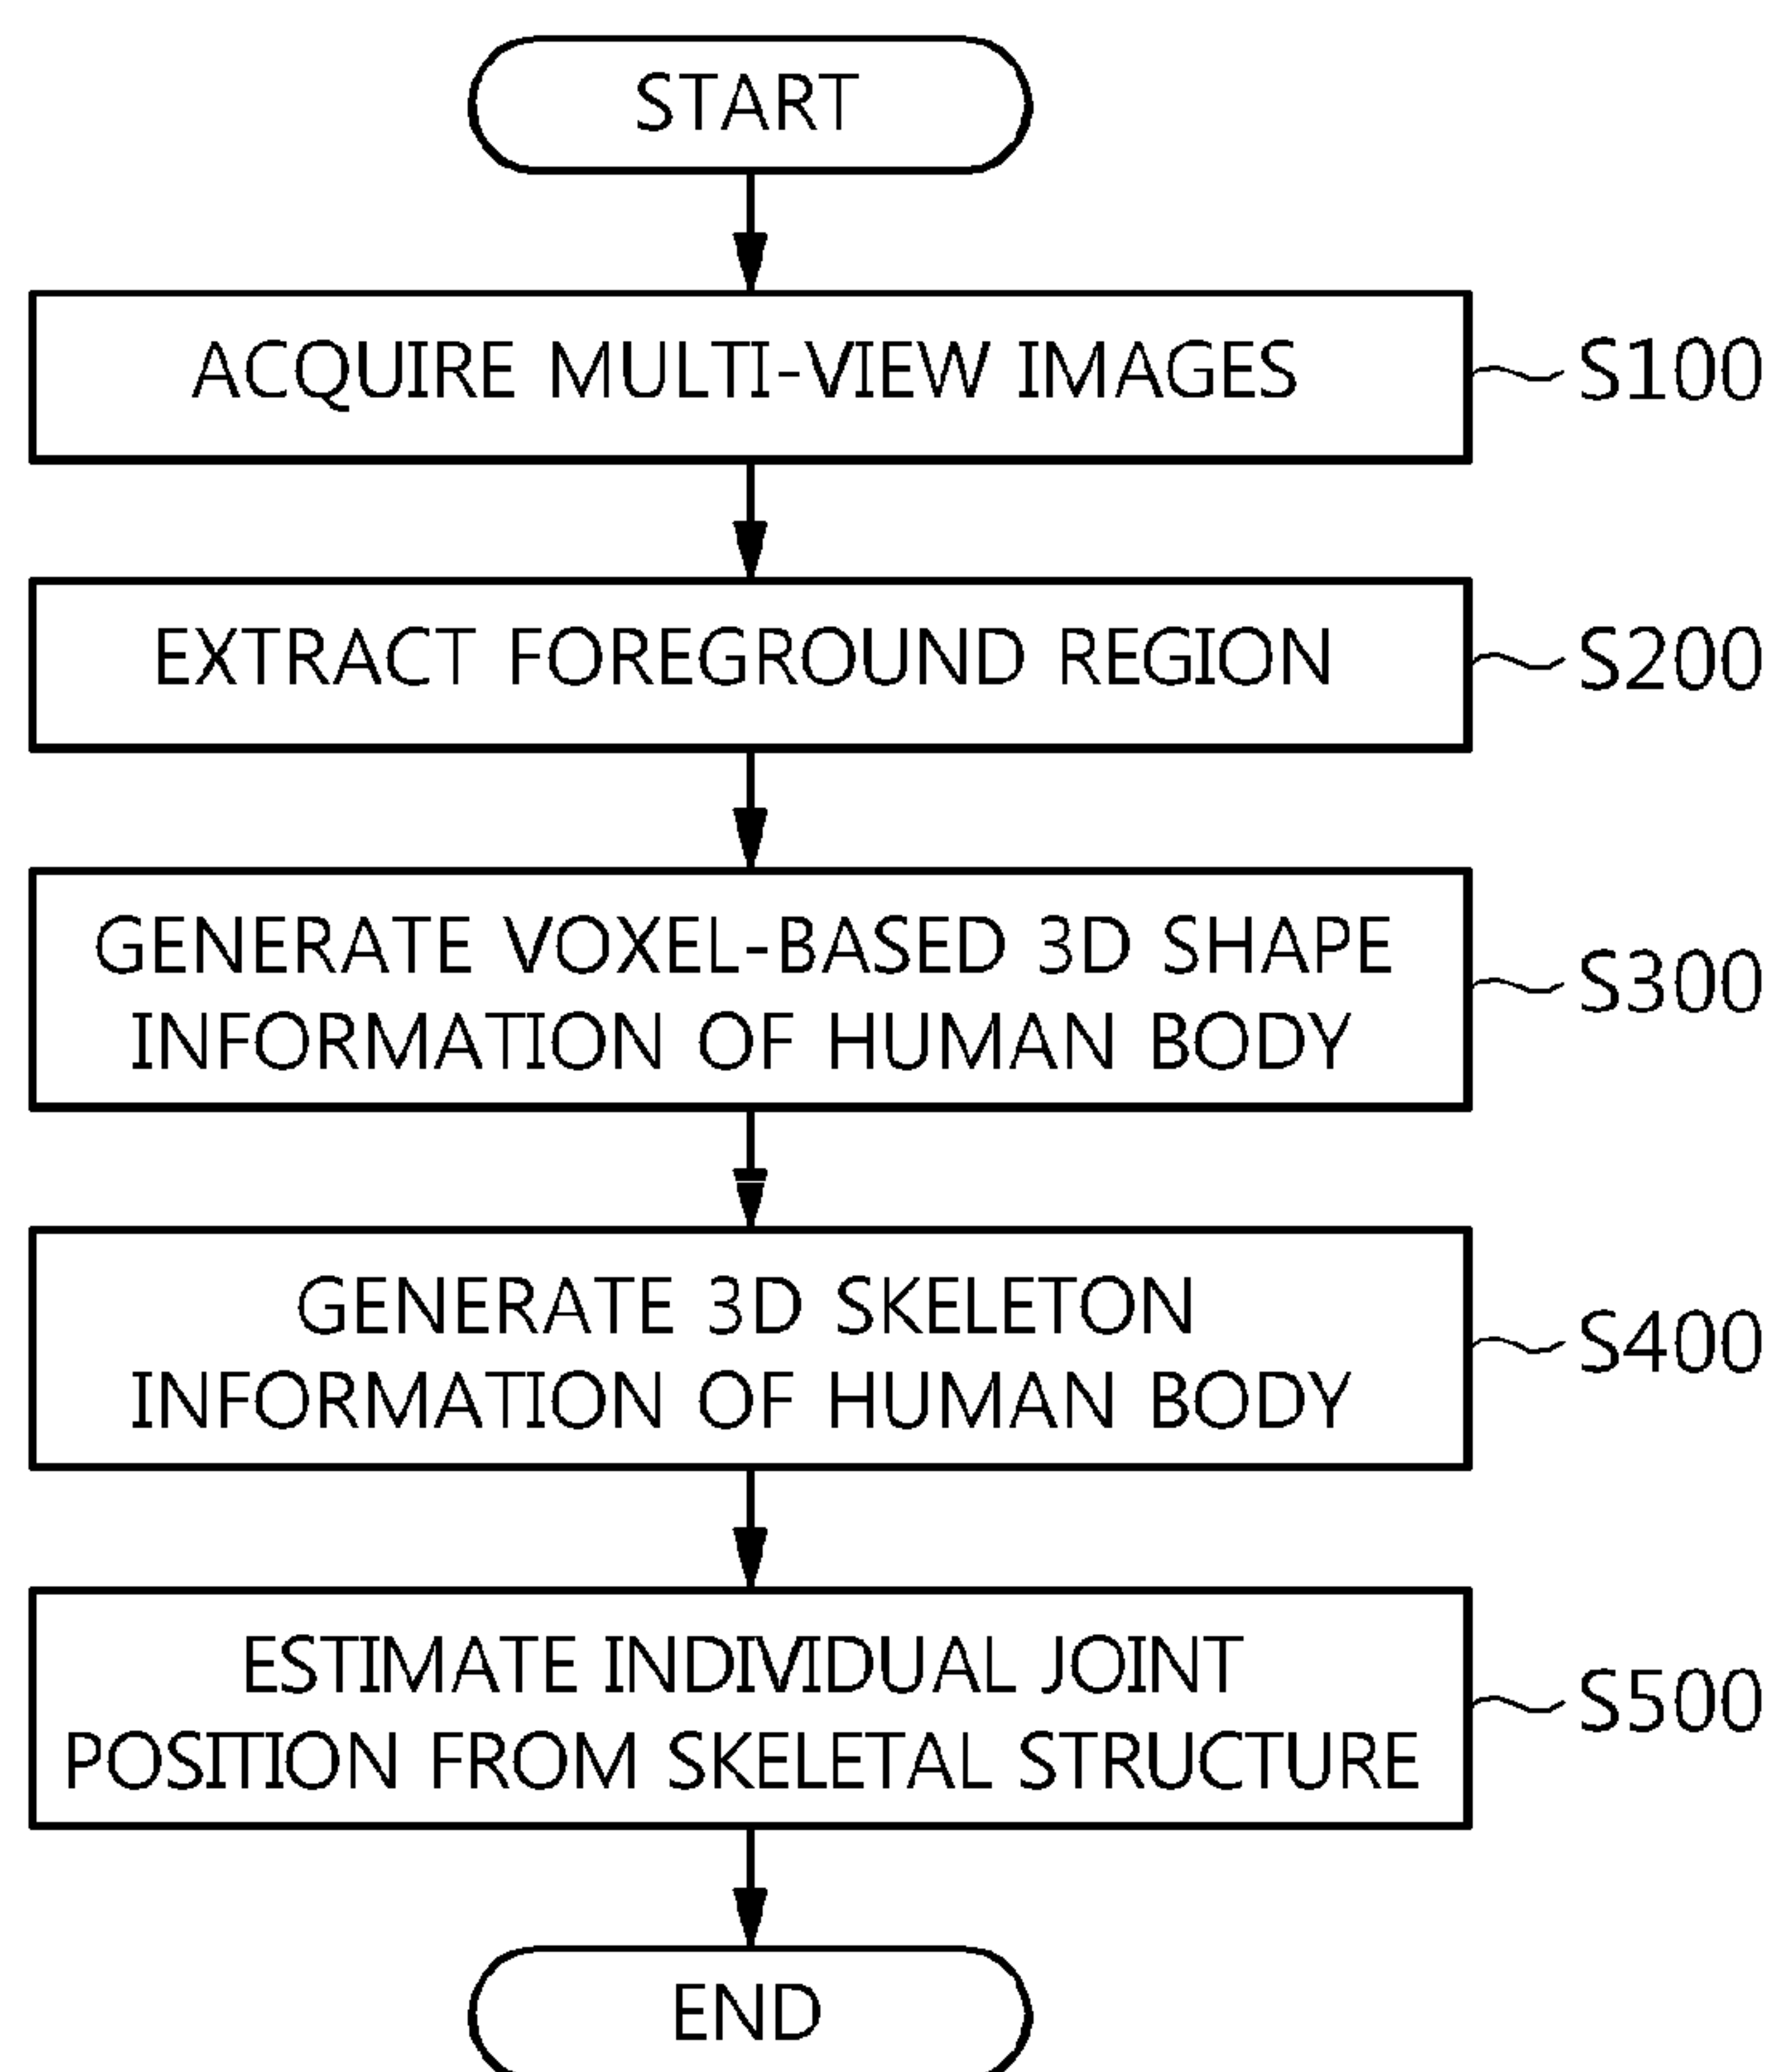 START
ACQUIRE MULTI-VIEW IMAGES
S100
EXTRACT FOREGROUND REGION
S200
GENERATE VOXEL-BASED 3D SHAPE
INFORMATION OF HUMAN BODY
S300
GENERATE 3D SKELETON
INFORMATION OF HUMAN BODY
S400
ESTIMATE INDIVIDUAL JOINT
POSITION FROM SKELETAL STRUCTURE
S500
END